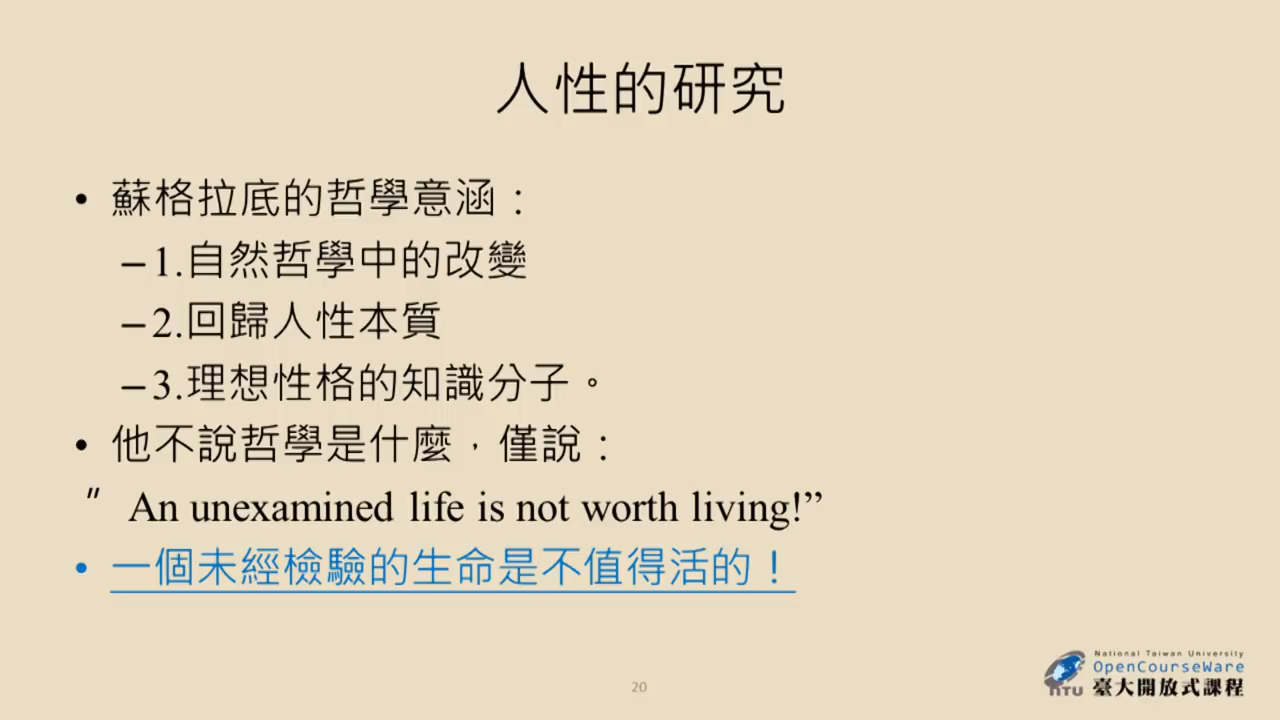 人性的研究
• 蘇格拉底的哲學意涵：
–1.自然哲學中的改變
–2.回歸人性本質
–3.理想性格的知識分子。
• 他不說哲學是什麼，僅說：
〞An unexamined life is not worth living!”
• 一個未經檢驗的生命是不值得活的！
National Taiwan University
OpenCourseWare
NTU 臺大開放式課程
20